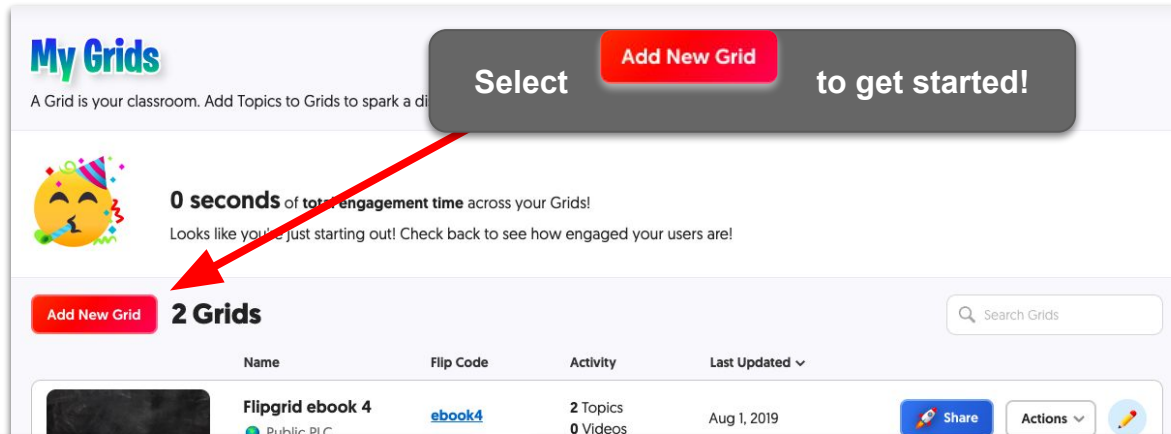 My Grids
A Grid is your classroom. Add Topics to Grids to spark a di
Select Add New Grid to get started!
0 seconds of total engagement time across your Grids!
Looks like you're just starting out! Check back to see how engaged your users are!
Add New Grid 2 Grids Search Grids
Name Flip Code Activity Last Updated
Flipgrid ebook 4 ebook4 2 Topics Aug 1, 2019 Share Actions
Public PLC 0 Videos